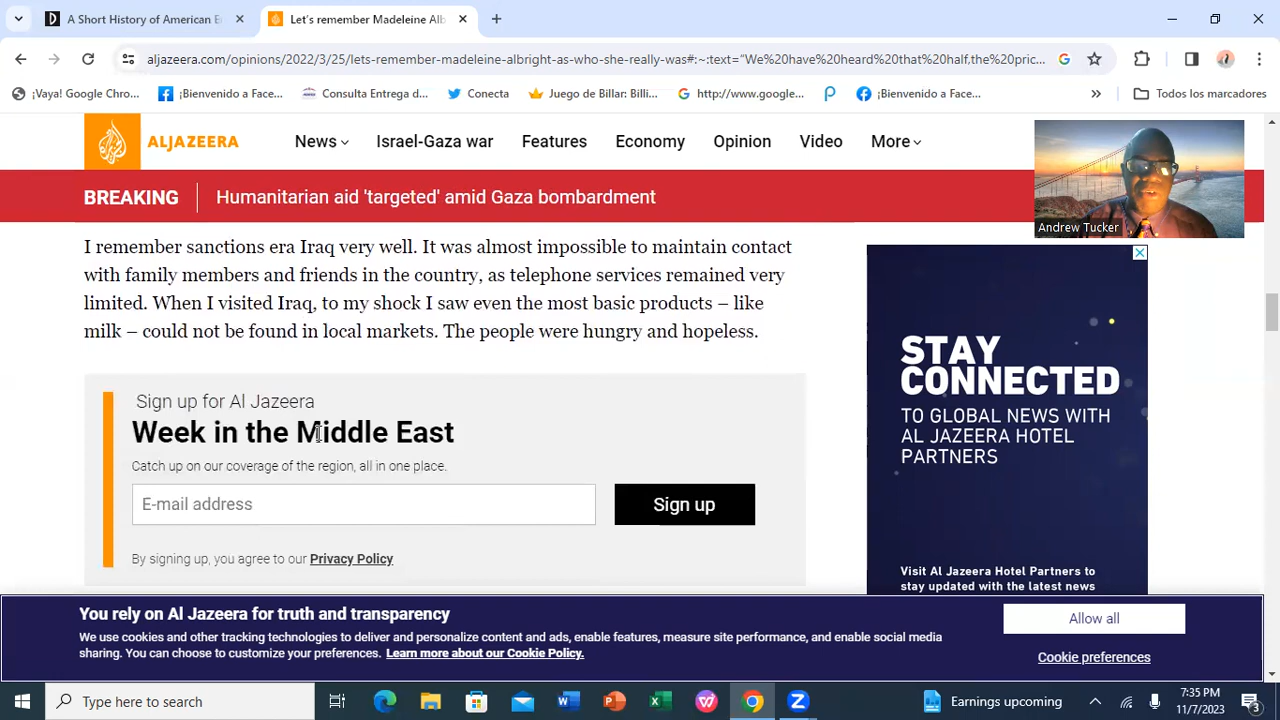 A Short History of American E
Let's remember Madeleine Alb
aljazeera.com/opinions/2022/3/25/lets-remember-madeleine-albright-as-who-she-really-was#:~:text="We%20have%20heard%20that%20half,the%20pric...
¡Vaya! Google Chro...
¡Bienvenido a Face...
Consulta Entrega d...
Conecta
Juego de Billar: Billi...
http://www.google...
¡Bienvenido a Face...
»
Todos los marcadores
ALJAZEERA
News
Israel-Gaza war
Features
Economy
Opinion
Video
More
BREAKING
Humanitarian aid 'targeted' amid Gaza bombardment
Andrew Tucker
I remember sanctions era Iraq very well. It was almost impossible to maintain contact
with family members and friends in the country, as telephone services remained very
limited. When I visited Iraq, to my shock I saw even the most basic products – like
milk – could not be found in local markets. The people were hungry and hopeless.
Sign up for Al Jazeera
Week in the Middle East
Catch up on our coverage of the region, all in one place.
E-mail address
Sign up
By signing up, you agree to our Privacy Policy
STAY
CONNECTED
TO GLOBAL NEWS WITH
AL JAZEERA HOTEL
PARTNERS
Visit Al Jazeera Hotel Partners to
stay updated with the latest news
You rely on Al Jazeera for truth and transparency
We use cookies and other tracking technologies to deliver and personalize content and ads, enable features, measure site performance, and enable social media
sharing. You can choose to customize your preferences. Learn more about our Cookie Policy.
Allow all
Cookie preferences
Type here to search
Earnings upcoming
7:35 PM
11/7/2023
3